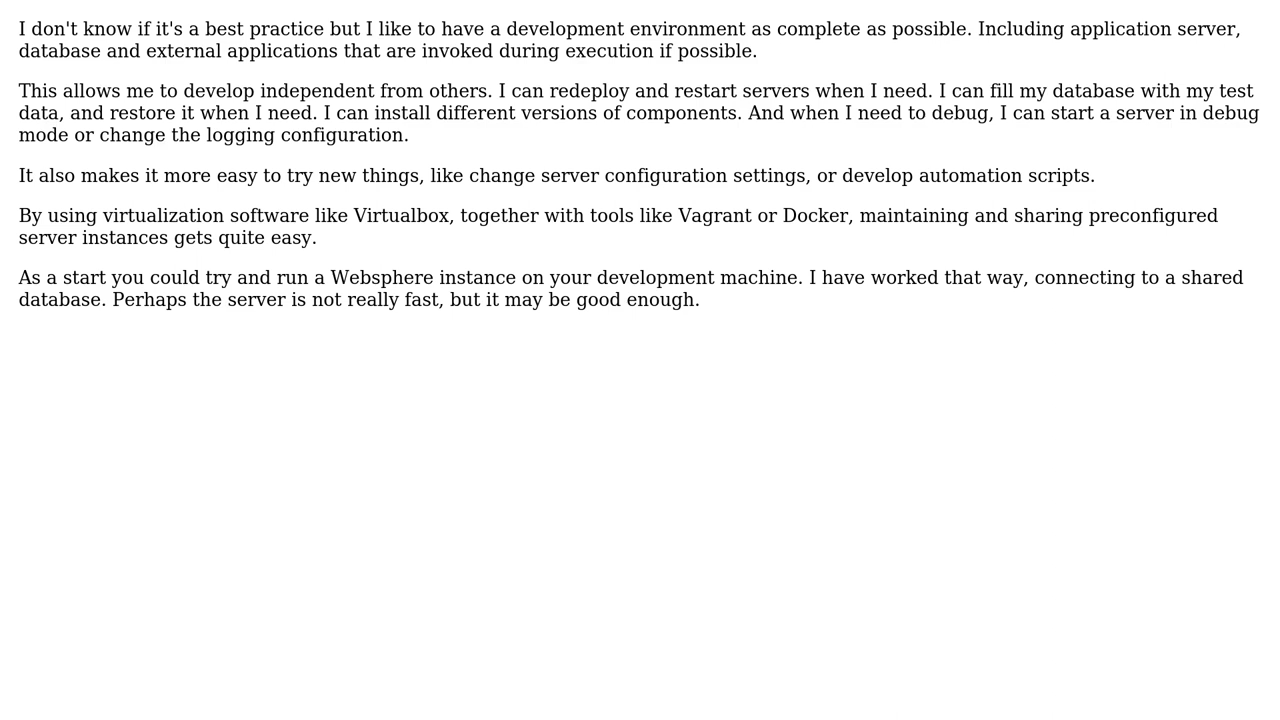 I don't know if it's a best practice but I like to have a development environment as complete as possible. Including application server,
database and external applications that are invoked during execution if possible.
This allows me to develop independent from others. I can redeploy and restart servers when I need. I can fill my database with my test
data, and restore it when I need. I can install different versions of components. And when I need to debug, I can start a server in debug
mode or change the logging configuration.
It also makes it more easy to try new things, like change server configuration settings, or develop automation scripts.
By using virtualization software like Virtualbox, together with tools like Vagrant or Docker, maintaining and sharing preconfigured
server instances gets quite easy.
As a start you could try and run a Websphere instance on your development machine. I have worked that way, connecting to a shared
database. Perhaps the server is not really fast, but it may be good enough.